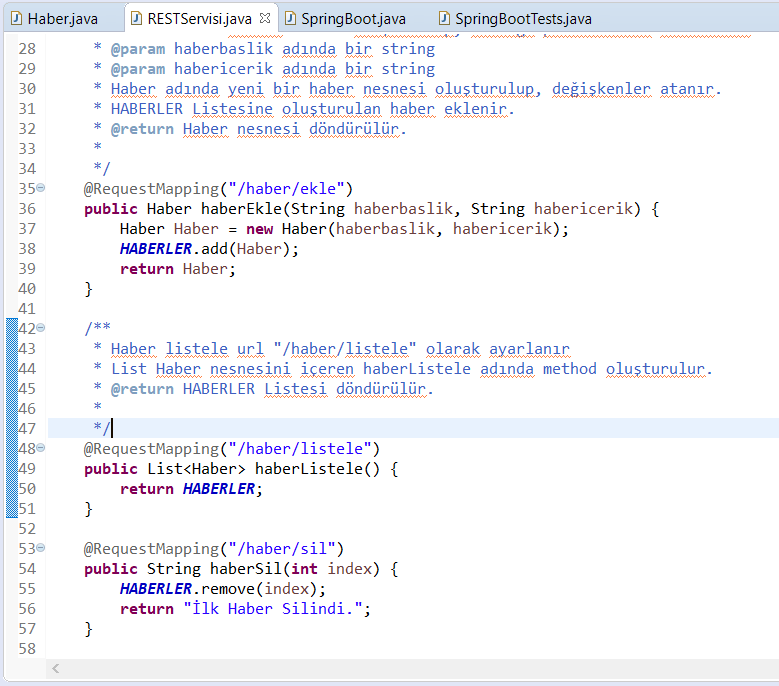 Haber.java RESTServisi.java SpringBoot.java SpringBootTests.java
28 * @param haberbaslik adında bir string
29 * @param habericerik adında bir string
30 * Haber adında yeni bir haber nesnesi oluşturulup, değişkenler atanır.
31 * HABERLER Listesine oluşturulan haber eklenir.
32 * @return Haber nesnesi döndürülür.
33 *
34 */
35 @RequestMapping("/haber/ekle")
36 public Haber haberEkle(String haberbaslik, String habericerik) {
37 Haber Haber = new Haber(haberbaslik, habericerik);
38 HABERLER.add(Haber);
39 return Haber;
40 }
41
42 /**
43 * Haber listele url "/haber/listele" olarak ayarlanır
44 * List Haber nesnesini içeren haberListele adında method oluşturulur.
45 * @return HABERLER Listesi döndürülür.
46 *
47 */
48 @RequestMapping("/haber/listele")
49 public List<Haber> haberListele() {
50 return HABERLER;
51 }
52
53 @RequestMapping("/haber/sil")
54 public String haberSil(int index) {
55 HABERLER.remove(index);
56 return "İlk Haber Silindi.";
57 }
58